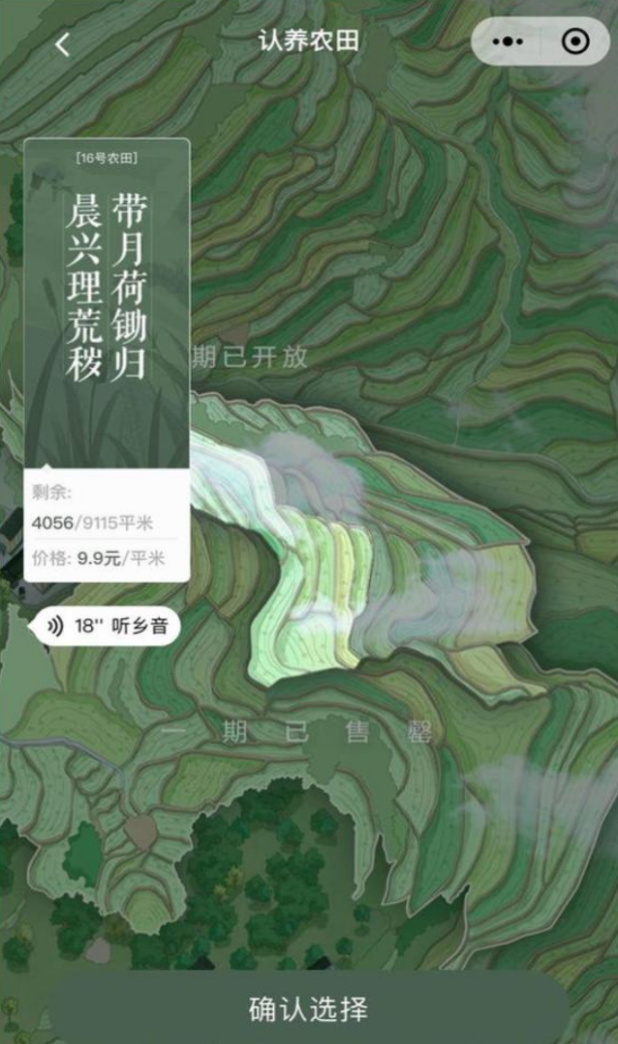 认养农田
[16号农田]
带月荷锄归
晨兴理荒秽
期已开放
剩余:
4056/9115平米
价格: 9.9元/平米
18'' 听乡音
一期已售罄
确认选择